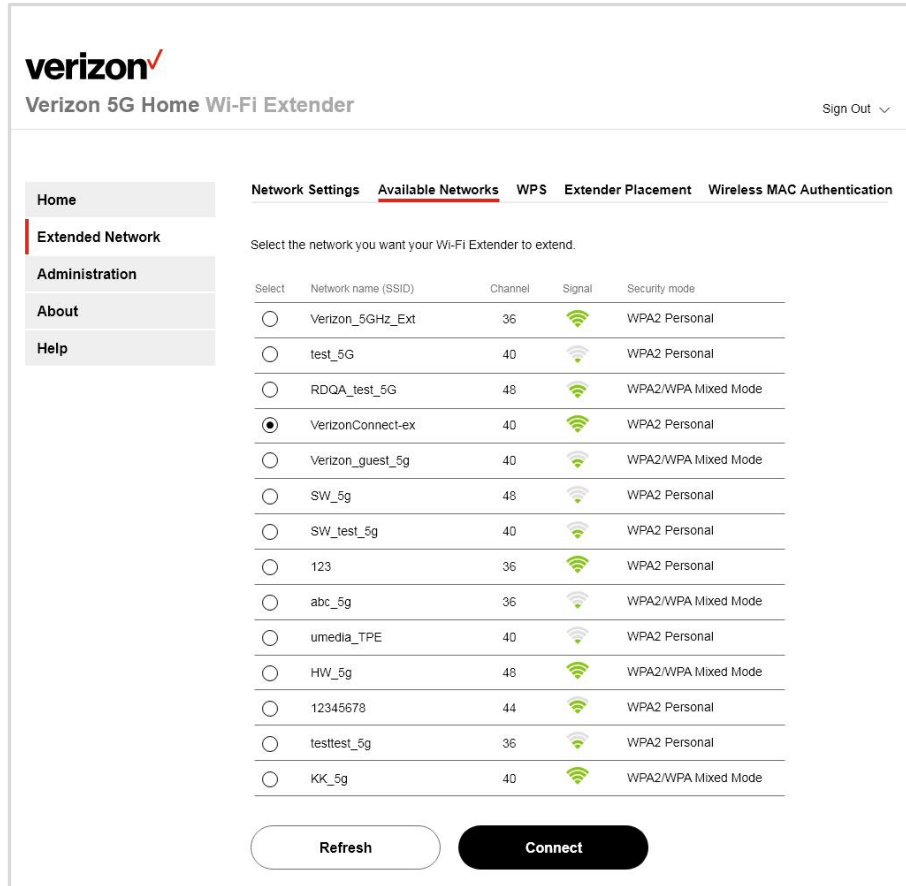 verizon
Verizon 5G Home Wi-Fi Extender
Sign Out
Home
Extended Network
Administration
About
Help
Network Settings Available Networks WPS Extender Placement Wireless MAC Authentication
Select the network you want your Wi-Fi Extender to extend.
Select Network name (SSID) Channel Signal Security mode
Verizon_5GHz_Ext 36 WPA2 Personal
test_5G 40 WPA2 Personal
RDQA_test_5G 48 WPA2/WPA Mixed Mode
VerizonConnect-ex 40 WPA2 Personal
Verizon_guest_5g 40 WPA2/WPA Mixed Mode
SW_5g 48 WPA2 Personal
SW_test_5g 40 WPA2 Personal
123 36 WPA2 Personal
abc_5g 36 WPA2/WPA Mixed Mode
umedia_TPE 40 WPA2 Personal
HW_5g 48 WPA2/WPA Mixed Mode
12345678 44 WPA2 Personal
testtest_5g 36 WPA2 Personal
KK_5g 40 WPA2/WPA Mixed Mode
Refresh Connect